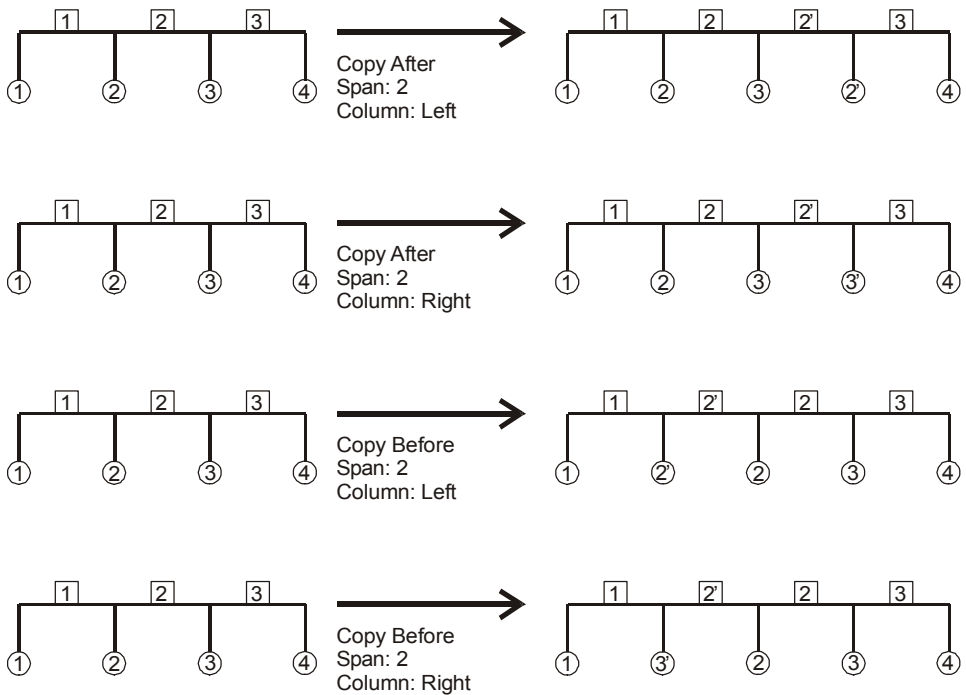 1 2 3
1 2 2' 3
1 2 3 4
Copy After
Span: 2
Column: Left
1 2 3 2' 4
1 2 3
1 2 2' 3
1 2 3 4
Copy After
Span: 2
Column: Right
1 2 3 3' 4
1 2 3
1 2' 2 3
1 2 3 4
Copy Before
Span: 2
Column: Left
1 2' 2 3 4
1 2 3
1 2' 2 3
1 2 3 4
Copy Before
Span: 2
Column: Right
1 3' 2 3 4